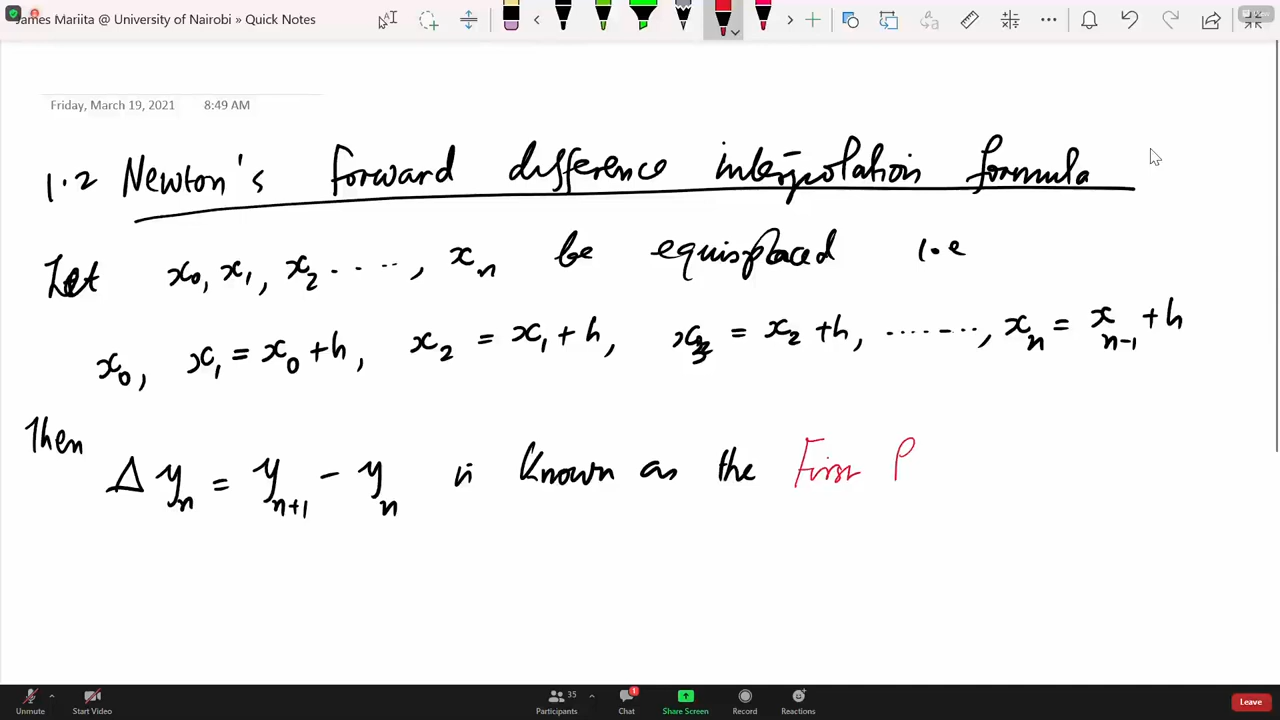 James Mariita @ University of Nairobi » Quick Notes
Friday, March 19, 2021 8:49 AM
1.2 Newton's forward difference interpolation formula
Let x₀, x₁, x₂ ....., xₙ be equispaced i.e
x₀, x₁ = x₀ + h, x₂ = x₁ + h, x₃ = x₂ + h, ......., xₙ = xₙ₋₁ + h
Then
Δyₙ = yₙ₊₁ - yₙ is known as the First P
Unmute Start Video 35 Participants 1 Chat Share Screen Record Reactions Leave